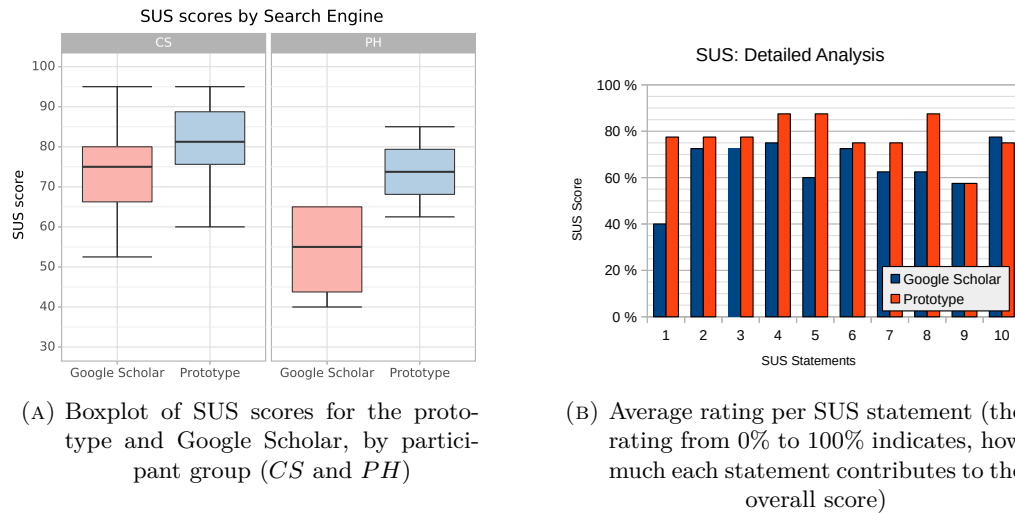 SUS scores by Search Engine
CS
PH
100
90
80
70
60
50
40
30
SUS score
Google Scholar
Prototype
Google Scholar
Prototype
(A) Boxplot of SUS scores for the proto-
type and Google Scholar, by partici-
pant group (CS and PH)
SUS: Detailed Analysis
100 %
80 %
60 %
40 %
20 %
0 %
SUS Score
Google Scholar
Prototype
1 2 3 4 5 6 7 8 9 10
SUS Statements
(B) Average rating per SUS statement (the
rating from 0% to 100% indicates, how
much each statement contributes to the
overall score)